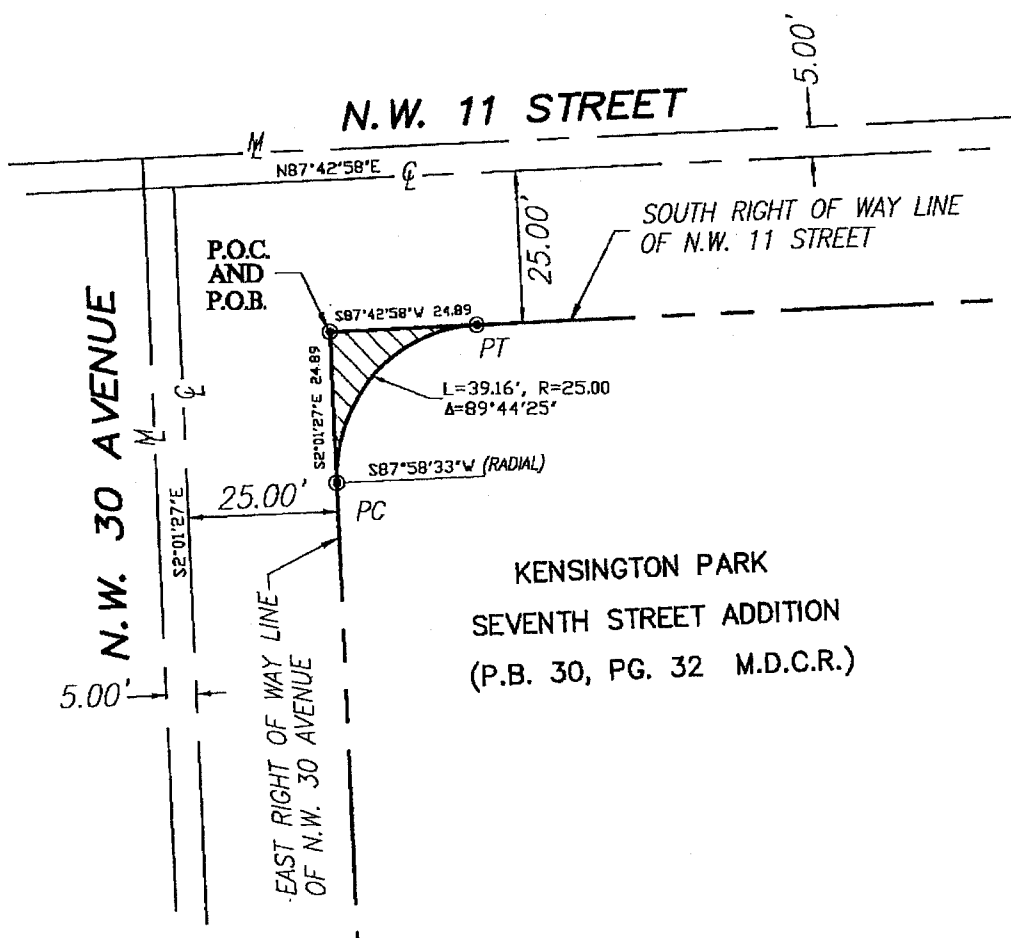 5.00'
N.W. 11 STREET
M̷L
N87°42'58"E
C̷L
25.00'
SOUTH RIGHT OF WAY LINE
OF N.W. 11 STREET
P.O.C.
AND
P.O.B.
S87°42'58"W 24.89
PT
S2°01'27"E 24.89
L=39.16', R=25.00
Δ=89°44'25"
S87°58'33"W (RADIAL)
PC
N.W. 30 AVENUE
M̷L
C̷L
S2°01'27"E
25.00'
5.00'
EAST RIGHT OF WAY LINE
OF N.W. 30 AVENUE
KENSINGTON PARK
SEVENTH STREET ADDITION
(P.B. 30, PG. 32 M.D.C.R.)